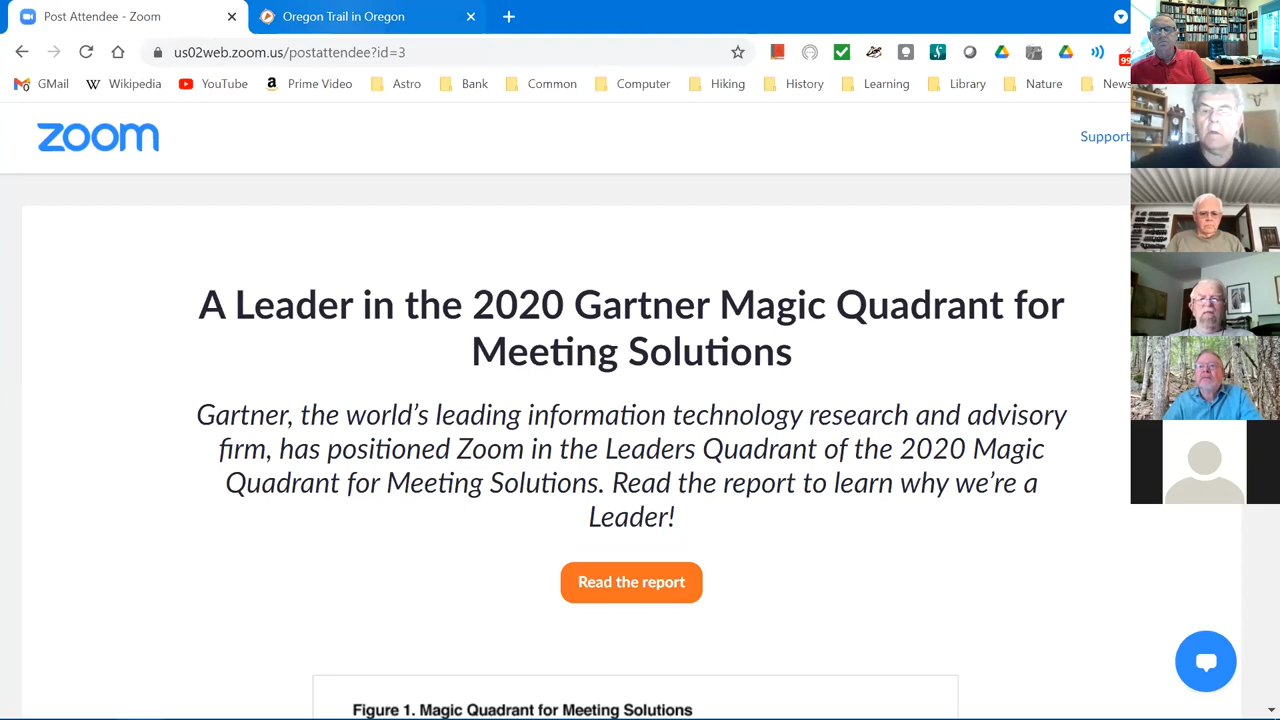 Post Attendee - Zoom
Oregon Trail in Oregon
us02web.zoom.us/postattendee?id=3
99
GMail
Wikipedia
YouTube
Prime Video
Astro
Bank
Common
Computer
Hiking
History
Learning
Library
Nature
News
zoom
Support
A Leader in the 2020 Gartner Magic Quadrant for
Meeting Solutions
Gartner, the world’s leading information technology research and advisory
firm, has positioned Zoom in the Leaders Quadrant of the 2020 Magic
Quadrant for Meeting Solutions. Read the report to learn why we’re a
Leader!
Read the report
Figure 1. Magic Quadrant for Meeting Solutions